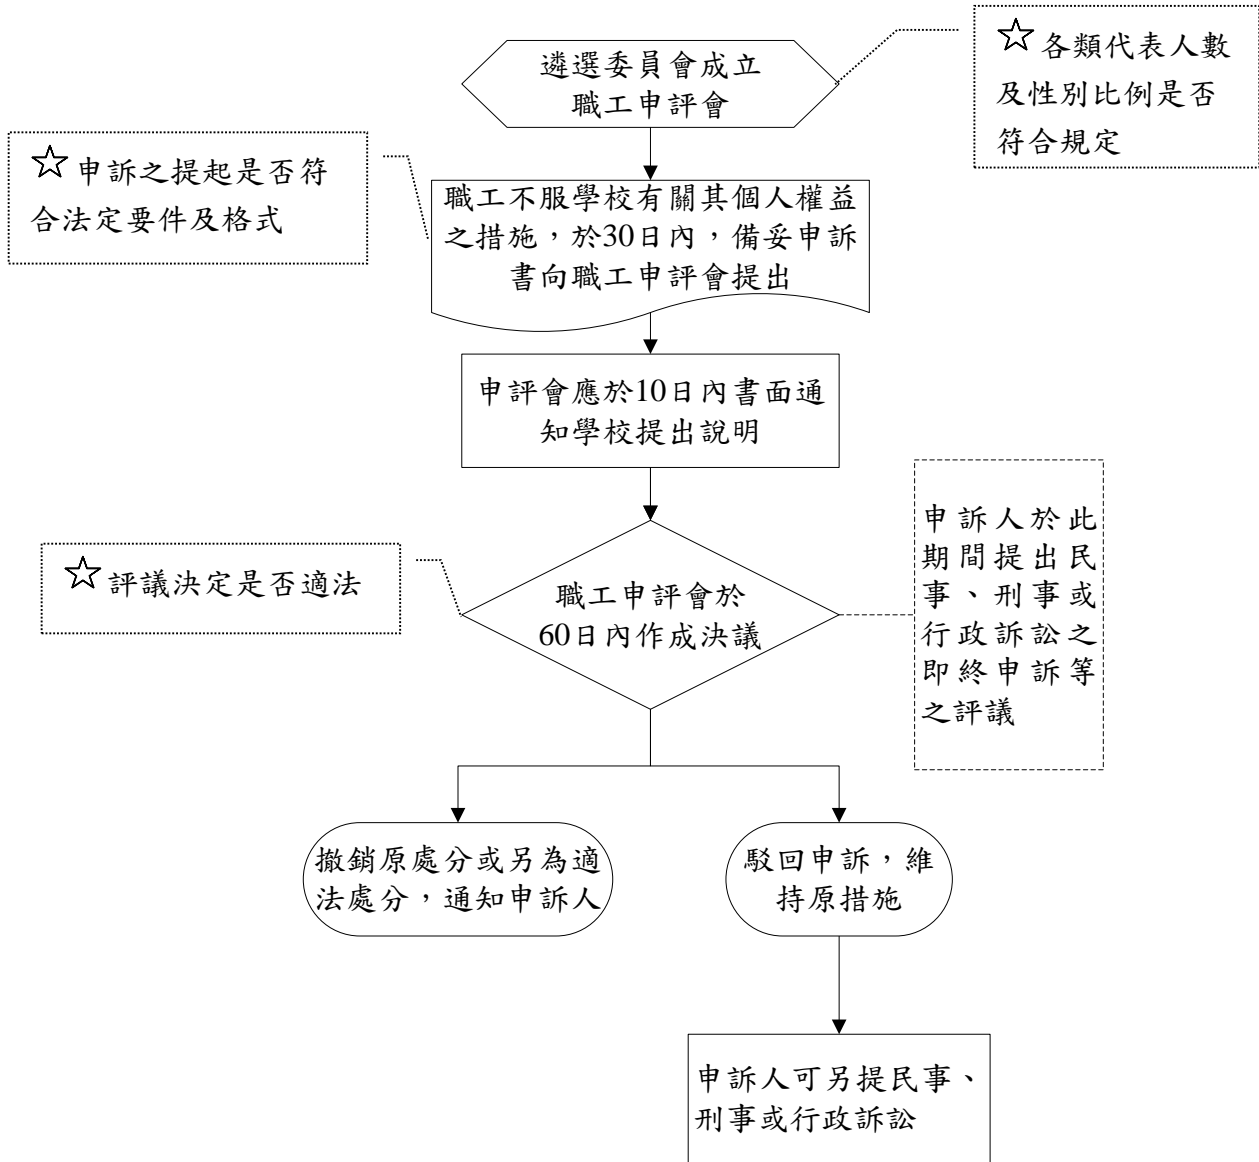 遴選委員會成立
職工申評會
☆各類代表人數
及性別比例是否
符合規定
☆申訴之提起是否符
合法定要件及格式
職工不服學校有關其個人權益
之措施，於30日內，備妥申訴
書向職工申評會提出
申評會應於10日內書面通
知學校提出說明
☆評議決定是否適法
職工申評會於
60日內作成決議
申訴人於此
期間提出民
事、刑事或
行政訴訟之
即終申訴等
之評議
撤銷原處分或另為適
法處分，通知申訴人
駁回申訴，維
持原措施
申訴人可另提民事、
刑事或行政訴訟